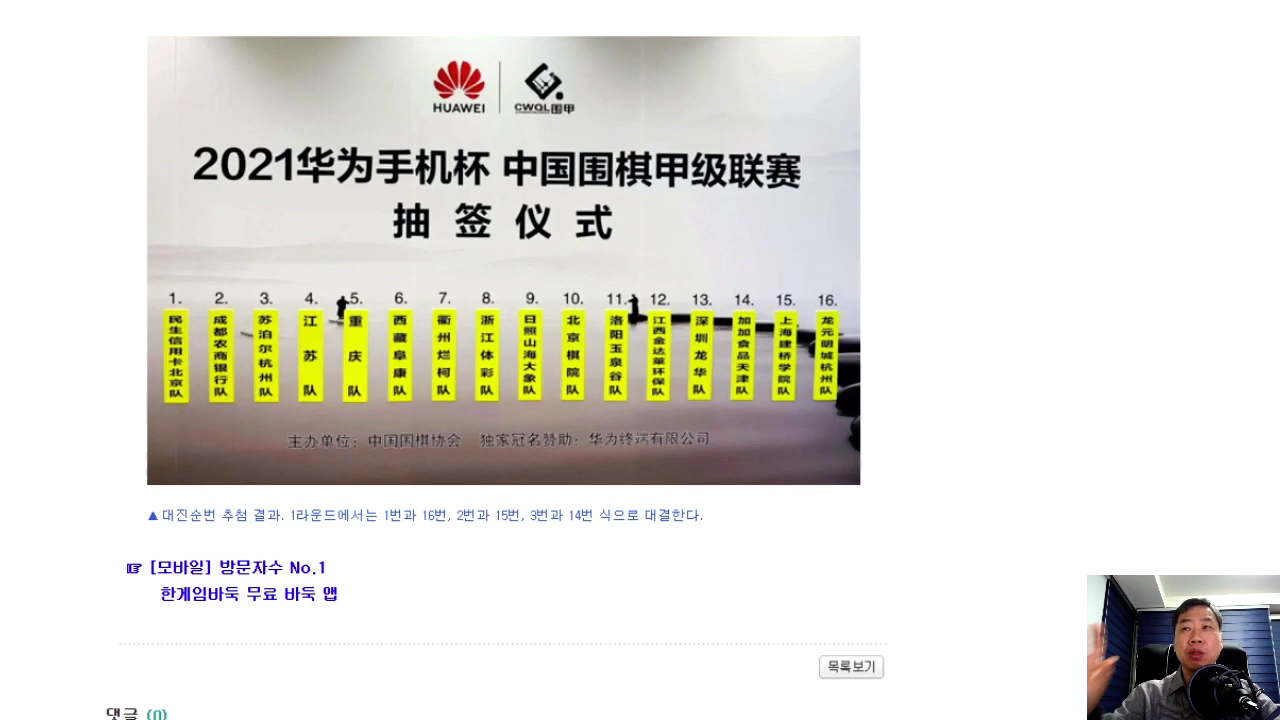 HUAWEI
CWQL围甲
2021华为手机杯 中国围棋甲级联赛
抽签仪式
1. 2. 3. 4. 5. 6. 7. 8. 9. 10. 11. 12. 13. 14. 15. 16.
民生信用卡北京队
成都农商银行队
苏泊尔杭州队
江苏队
重庆队
西藏阜康队
衢州烂柯队
浙江体彩队
日照山海大象队
北京棋院队
洛阳玉泉谷队
江西金达莱环保队
深圳龙华队
加加食品天津队
上海建桥学院队
龙元明城杭州队
主办单位：中国围棋协会 独家冠名赞助：华为终端有限公司
▲ 대진순번 추첨 결과. 1라운드에서는 1번과 16번, 2번과 15번, 3번과 14번 식으로 대결한다.
☞ [모바일] 방문자수 No.1
한게임바둑 무료 바둑 앱
목록보기
댓글 (0)